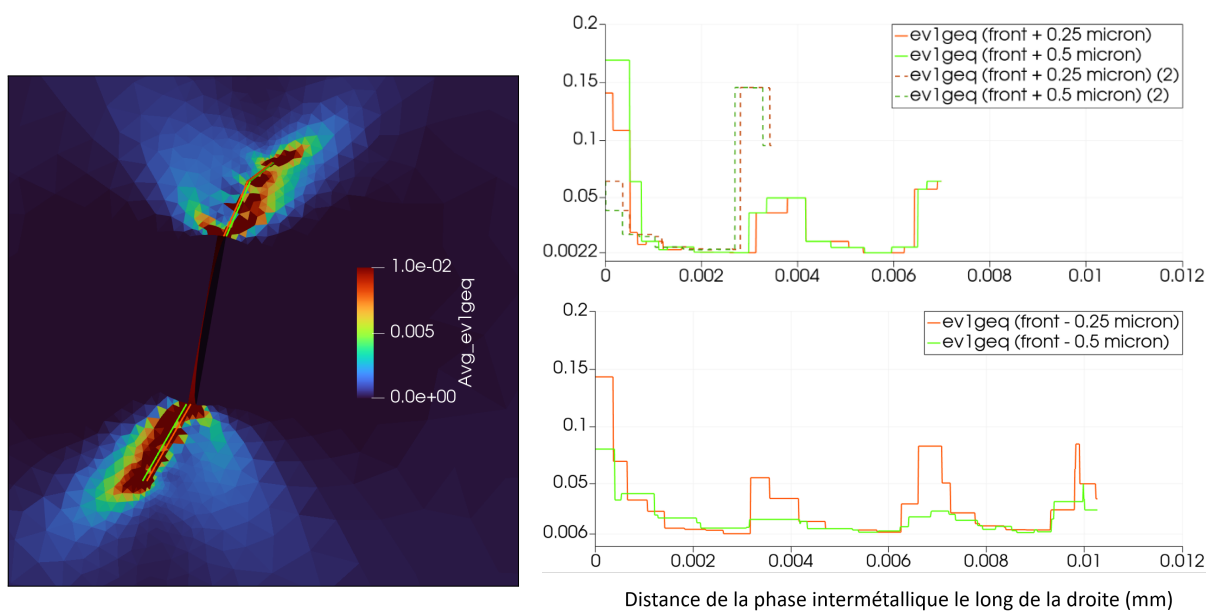 1.0e-02
0.005
0.0e+00
Avg_ev1geq
0.2
0.15
0.1
0.05
0.0022
0 0.002 0.004 0.006 0.008 0.01 0.012
ev1geq (front + 0.25 micron)
ev1geq (front + 0.5 micron)
ev1geq (front + 0.25 micron) (2)
ev1geq (front + 0.5 micron) (2)
0.2
0.15
0.1
0.05
0.006
0 0.002 0.004 0.006 0.008 0.01 0.012
ev1geq (front - 0.25 micron)
ev1geq (front - 0.5 micron)
Distance de la phase intermétallique le long de la droite (mm)